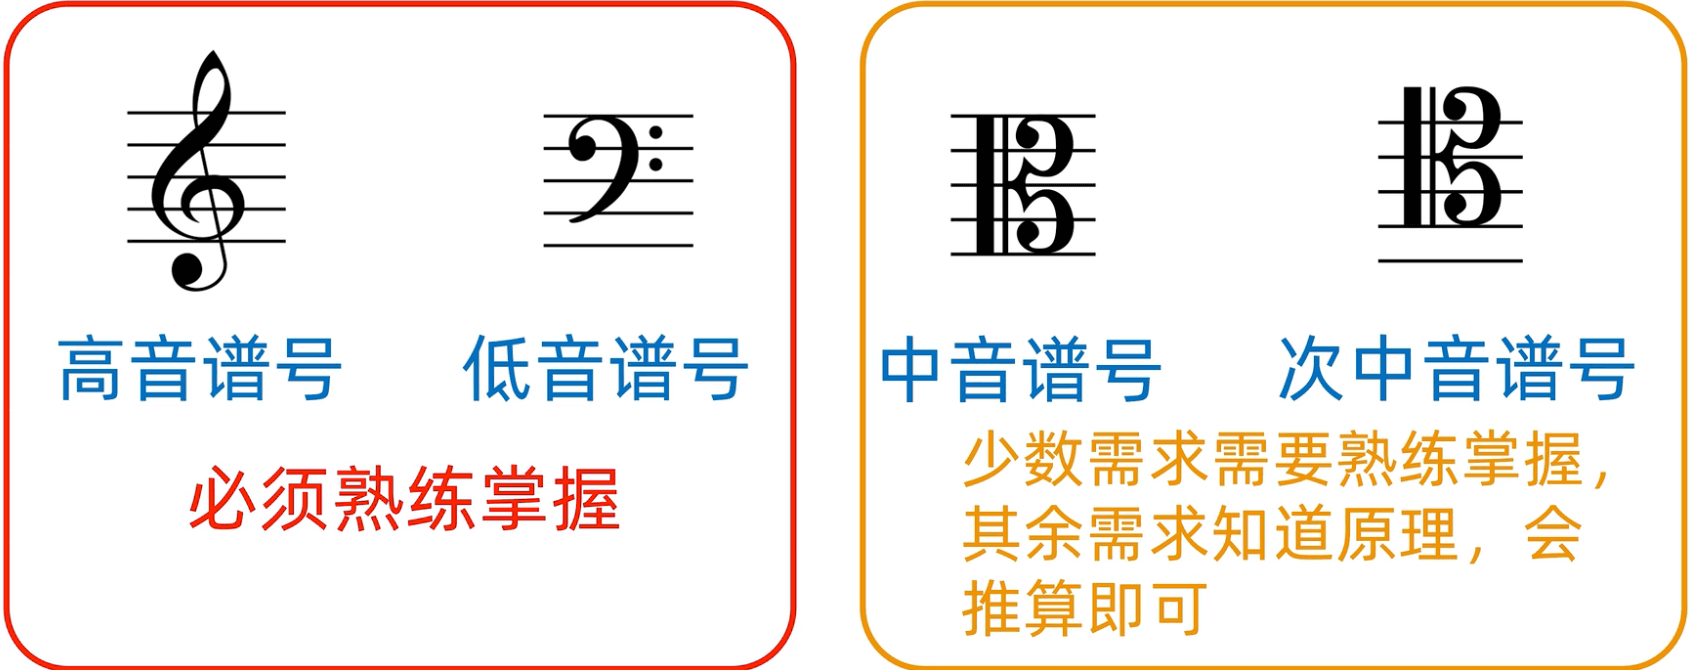 高音谱号
低音谱号
必须熟练掌握
中音谱号
次中音谱号
少数需求需要熟练掌握，
其余需求知道原理，会
推算即可